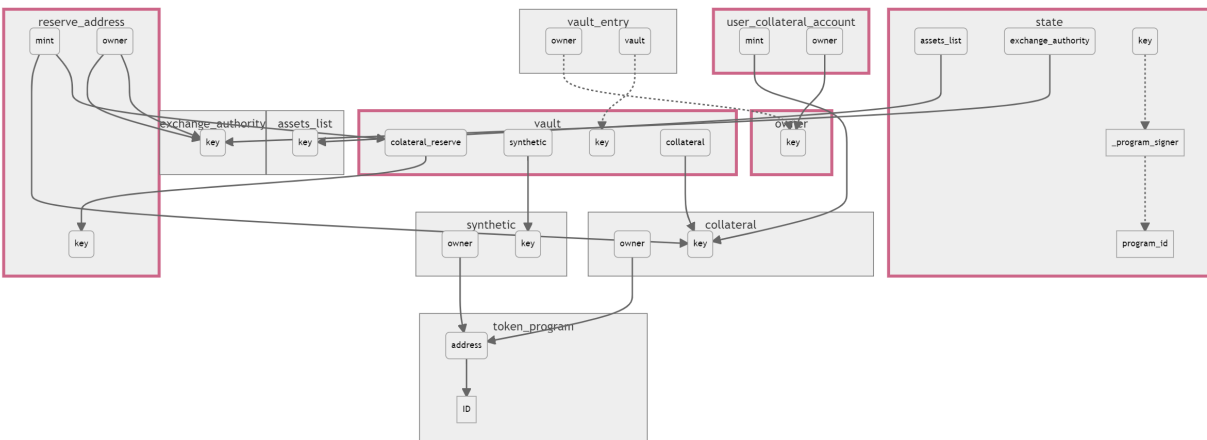 reserve_address
vault_entry
user_collateral_account
state
mint
owner
owner
vault
mint
owner
assets_list
exchange_authority
key
exchange_authority
assets_list
vault
owner
key
key
colateral_reserve
synthetic
key
collateral
key
_program_signer
synthetic
collateral
key
owner
key
owner
key
program_id
token_program
address
ID